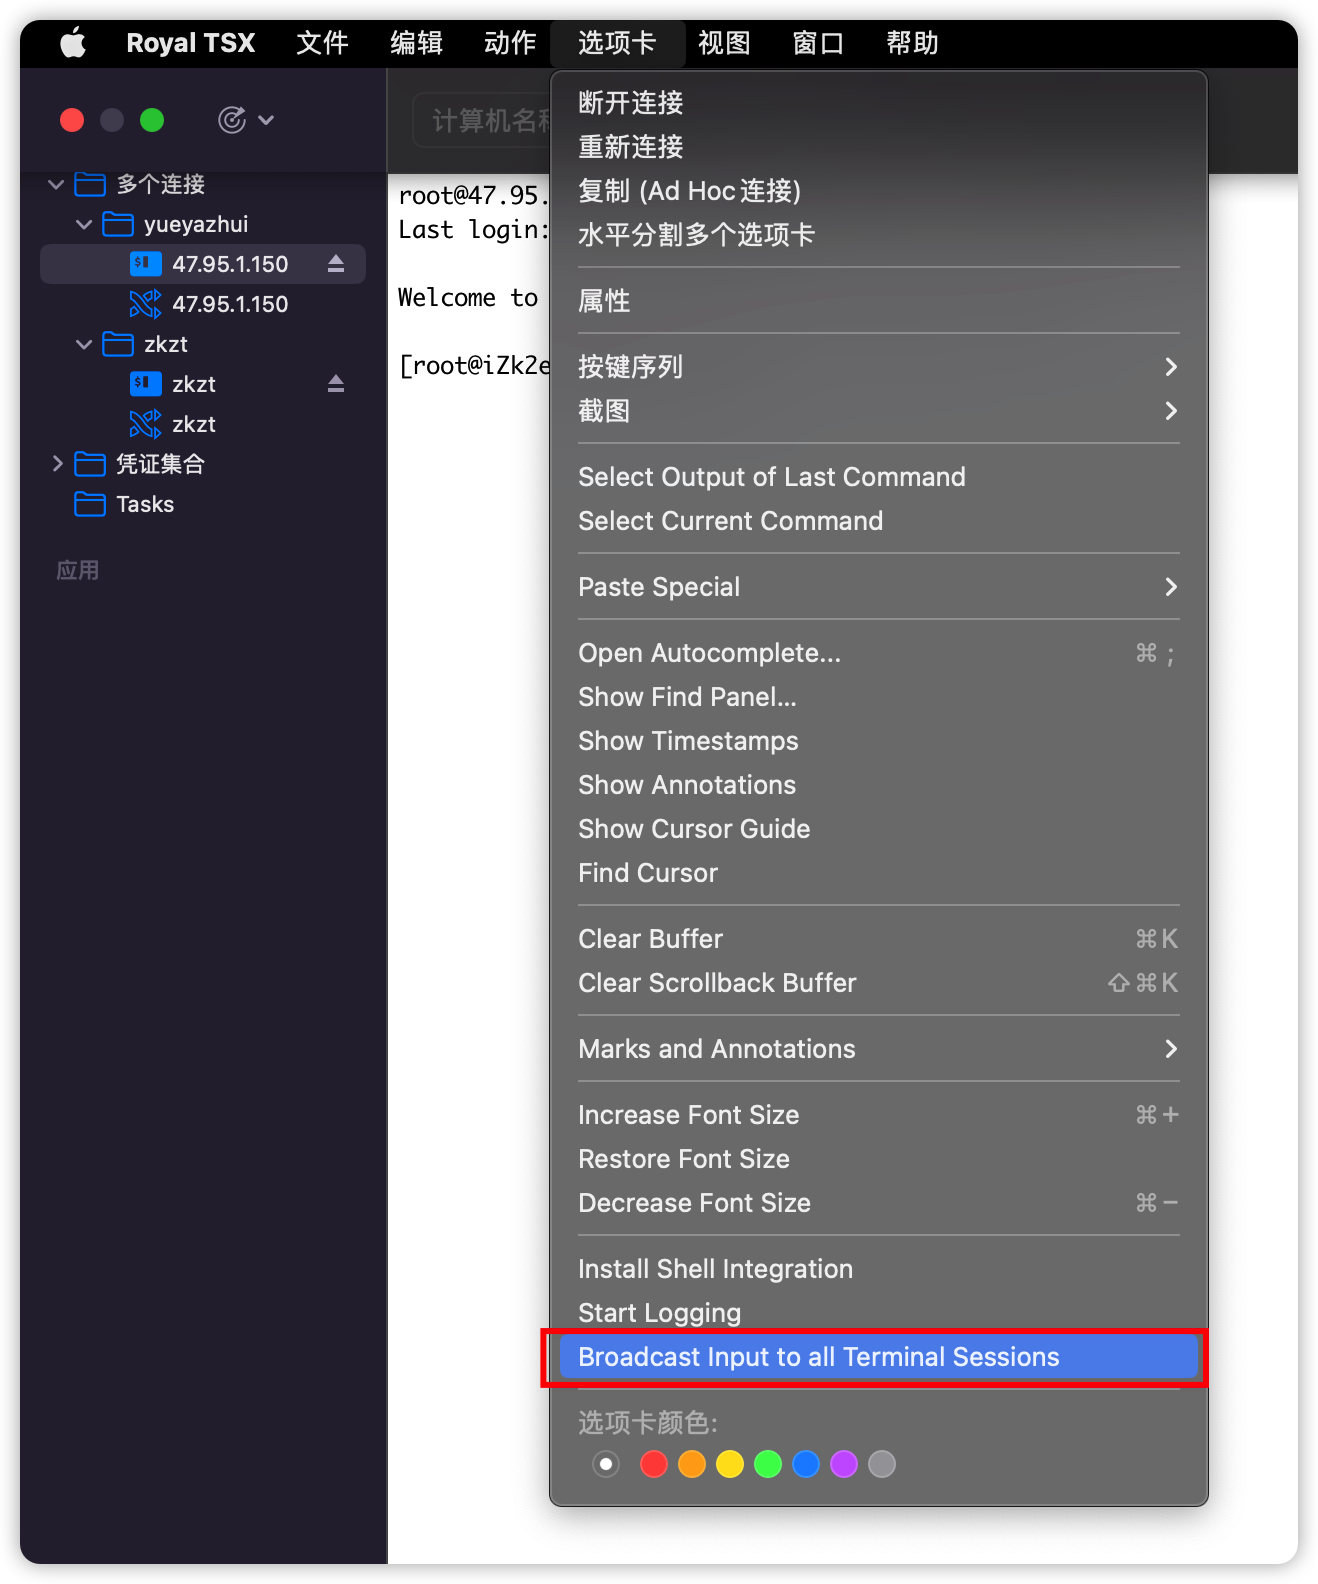 Royal TSX 文件 编辑 动作 选项卡 视图 窗口 帮助
多个连接
yueyazhui
47.95.1.150
47.95.1.150
zkzt
zkzt
zkzt
凭证集合
Tasks
应用
计算机名
root@47.95.
Last login:
Welcome to
[root@iZk2e
断开连接
重新连接
复制 (Ad Hoc连接)
水平分割多个选项卡
属性
按键序列
截图
Select Output of Last Command
Select Current Command
Paste Special
Open Autocomplete... ⌘ ;
Show Find Panel...
Show Timestamps
Show Annotations
Show Cursor Guide
Find Cursor
Clear Buffer ⌘K
Clear Scrollback Buffer ⇧⌘K
Marks and Annotations
Increase Font Size ⌘+
Restore Font Size
Decrease Font Size ⌘−
Install Shell Integration
Start Logging
Broadcast Input to all Terminal Sessions
选项卡颜色: